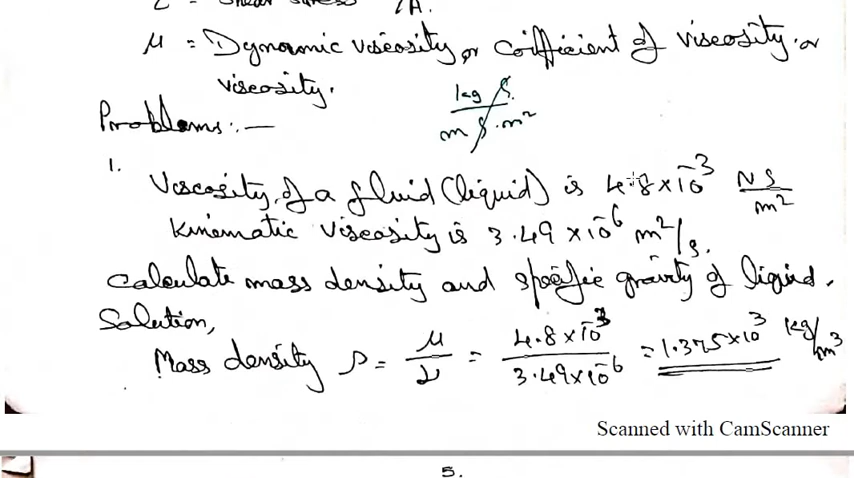 τ = Shear stress F/A.
μ = Dynamic viscosity or coifficient of viscosity or
viscosity.
kg s
m s · m²
Problems :—
1.
Viscosity of a fluid (liquid) is 4.8 × 10⁻³ NS/m²
Kinematic viscosity is 3.49 × 10⁻⁶ m²/s.
Calculate mass density and specific gravity of liquid.
Solution,
Mass density ρ = μ/ν = 4.8 × 10⁻³ / 3.49 × 10⁻⁶ = 1.375 × 10³ kg/m³
Scanned with CamScanner
5.